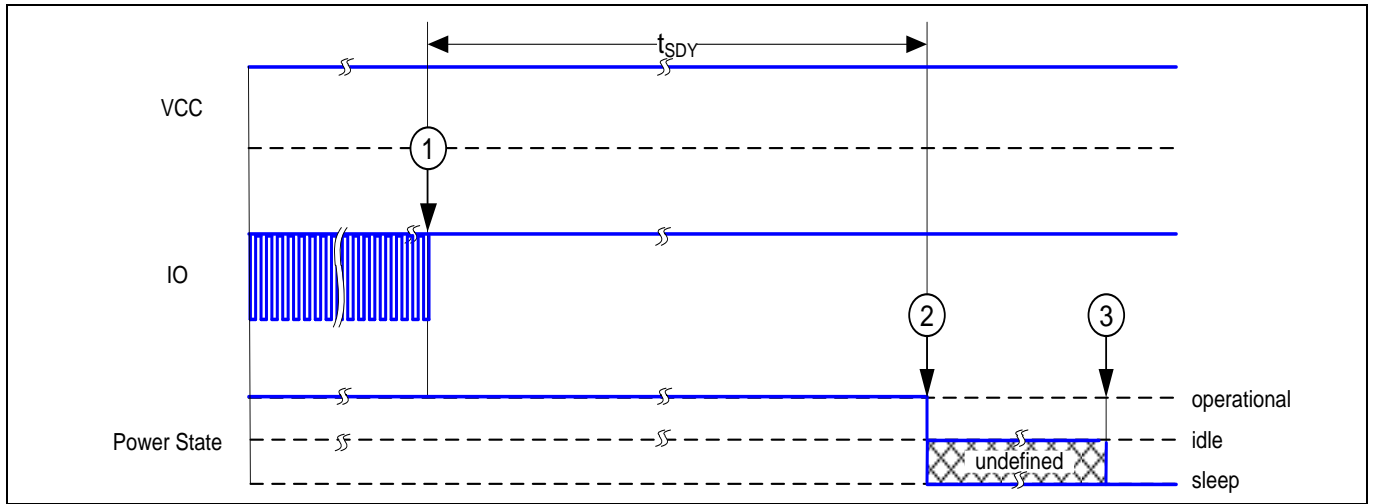 tSDY
VCC
1
IO
2
3
operational
Power State
idle
undefined
sleep